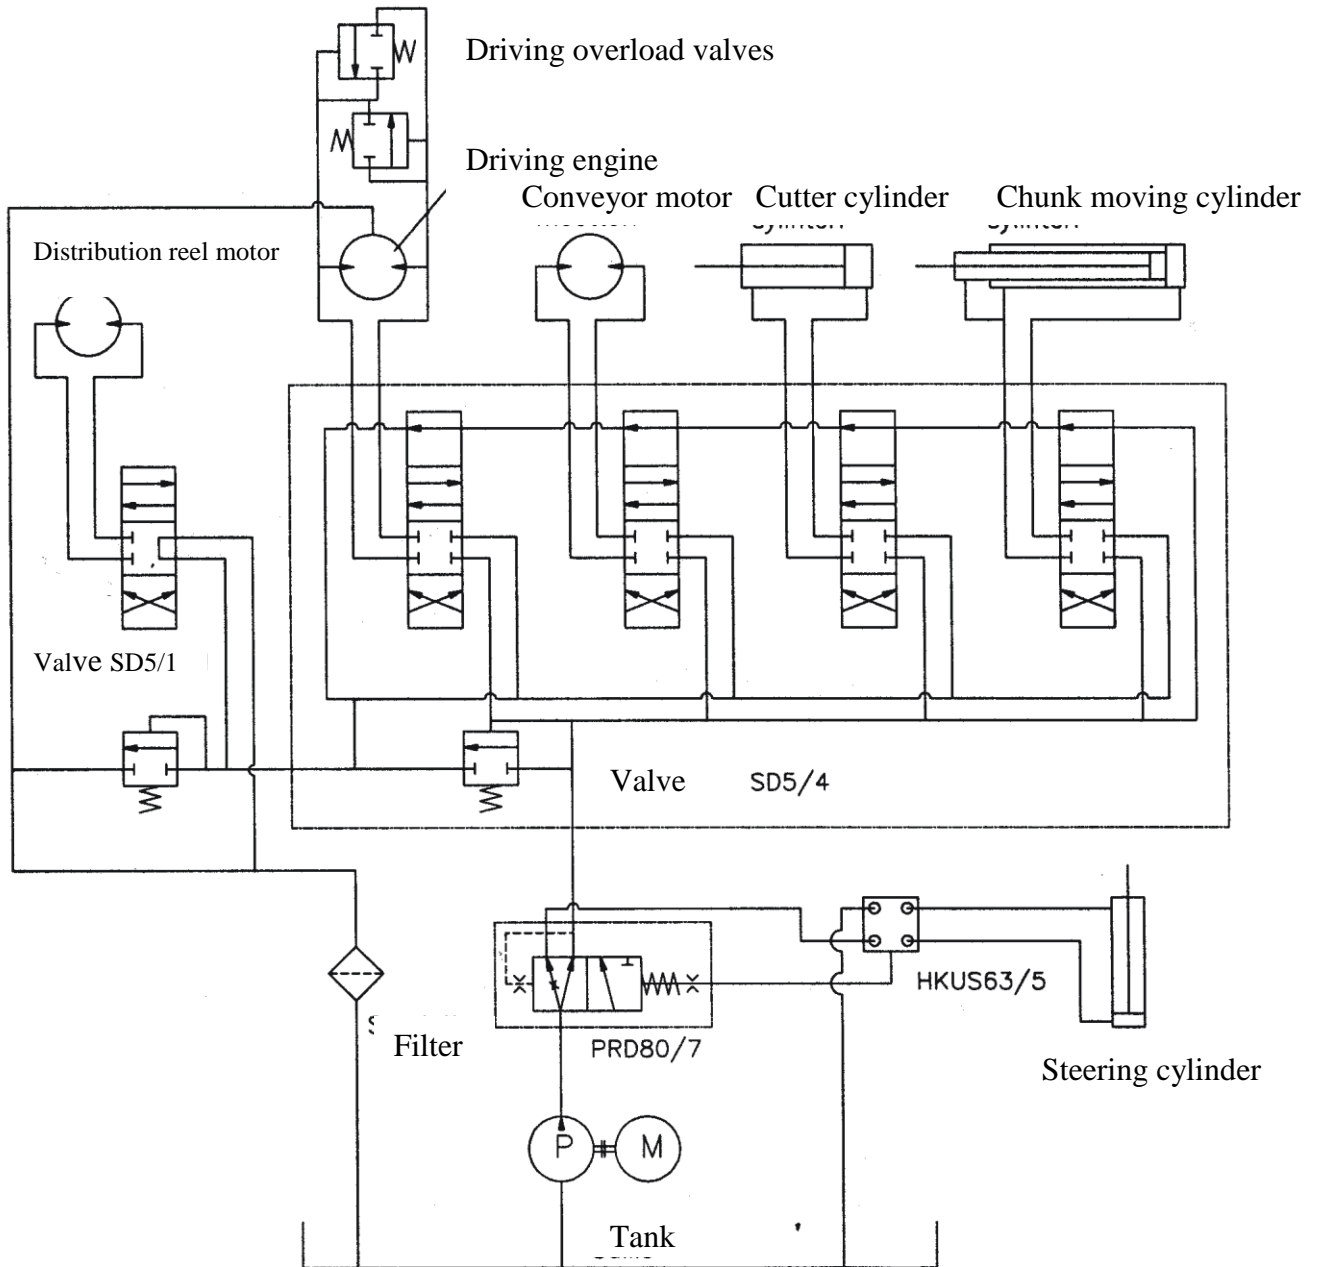 Driving overload valves
Driving engine
Conveyor motor Cutter cylinder Chunk moving cylinder
Distribution reel motor
Valve SD5/1
Valve SD5/4
HKUS63/5
Filter
PRD80/7
Steering cylinder
P M
Tank